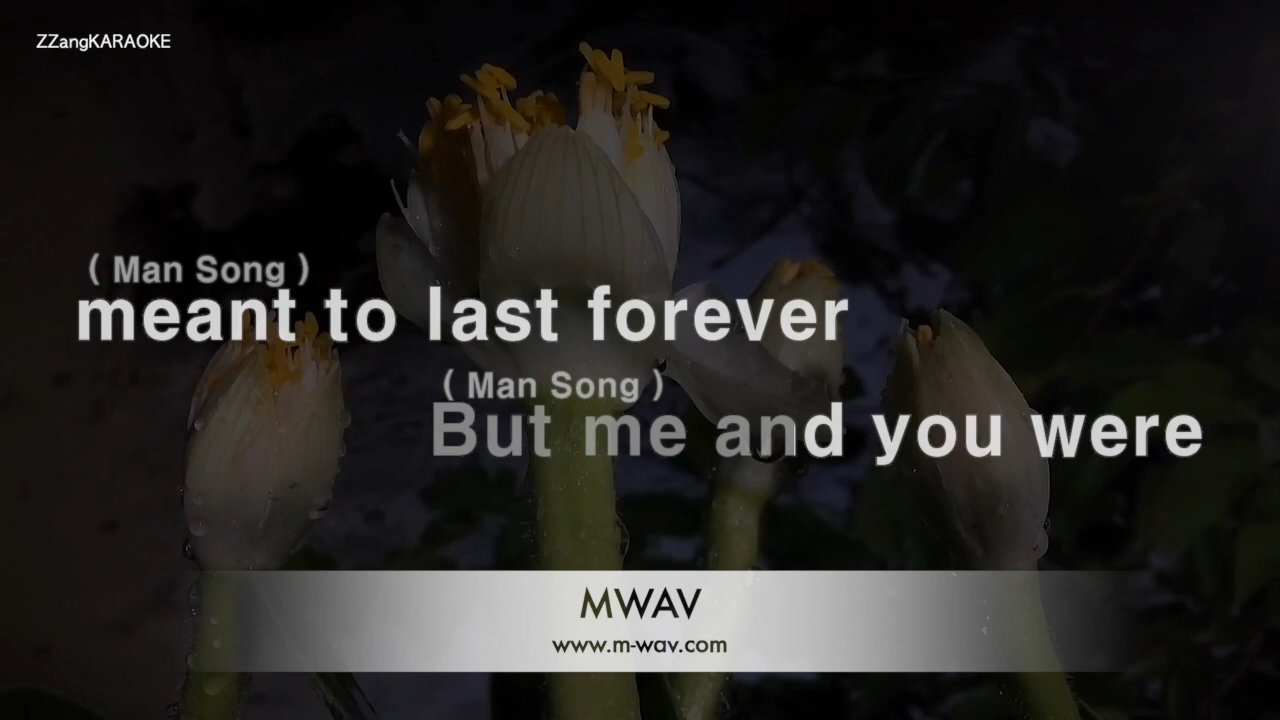 ZZangKARAOKE
( Man Song )
meant to last forever
( Man Song )
But me and you were
MWAV
www.m-wav.com